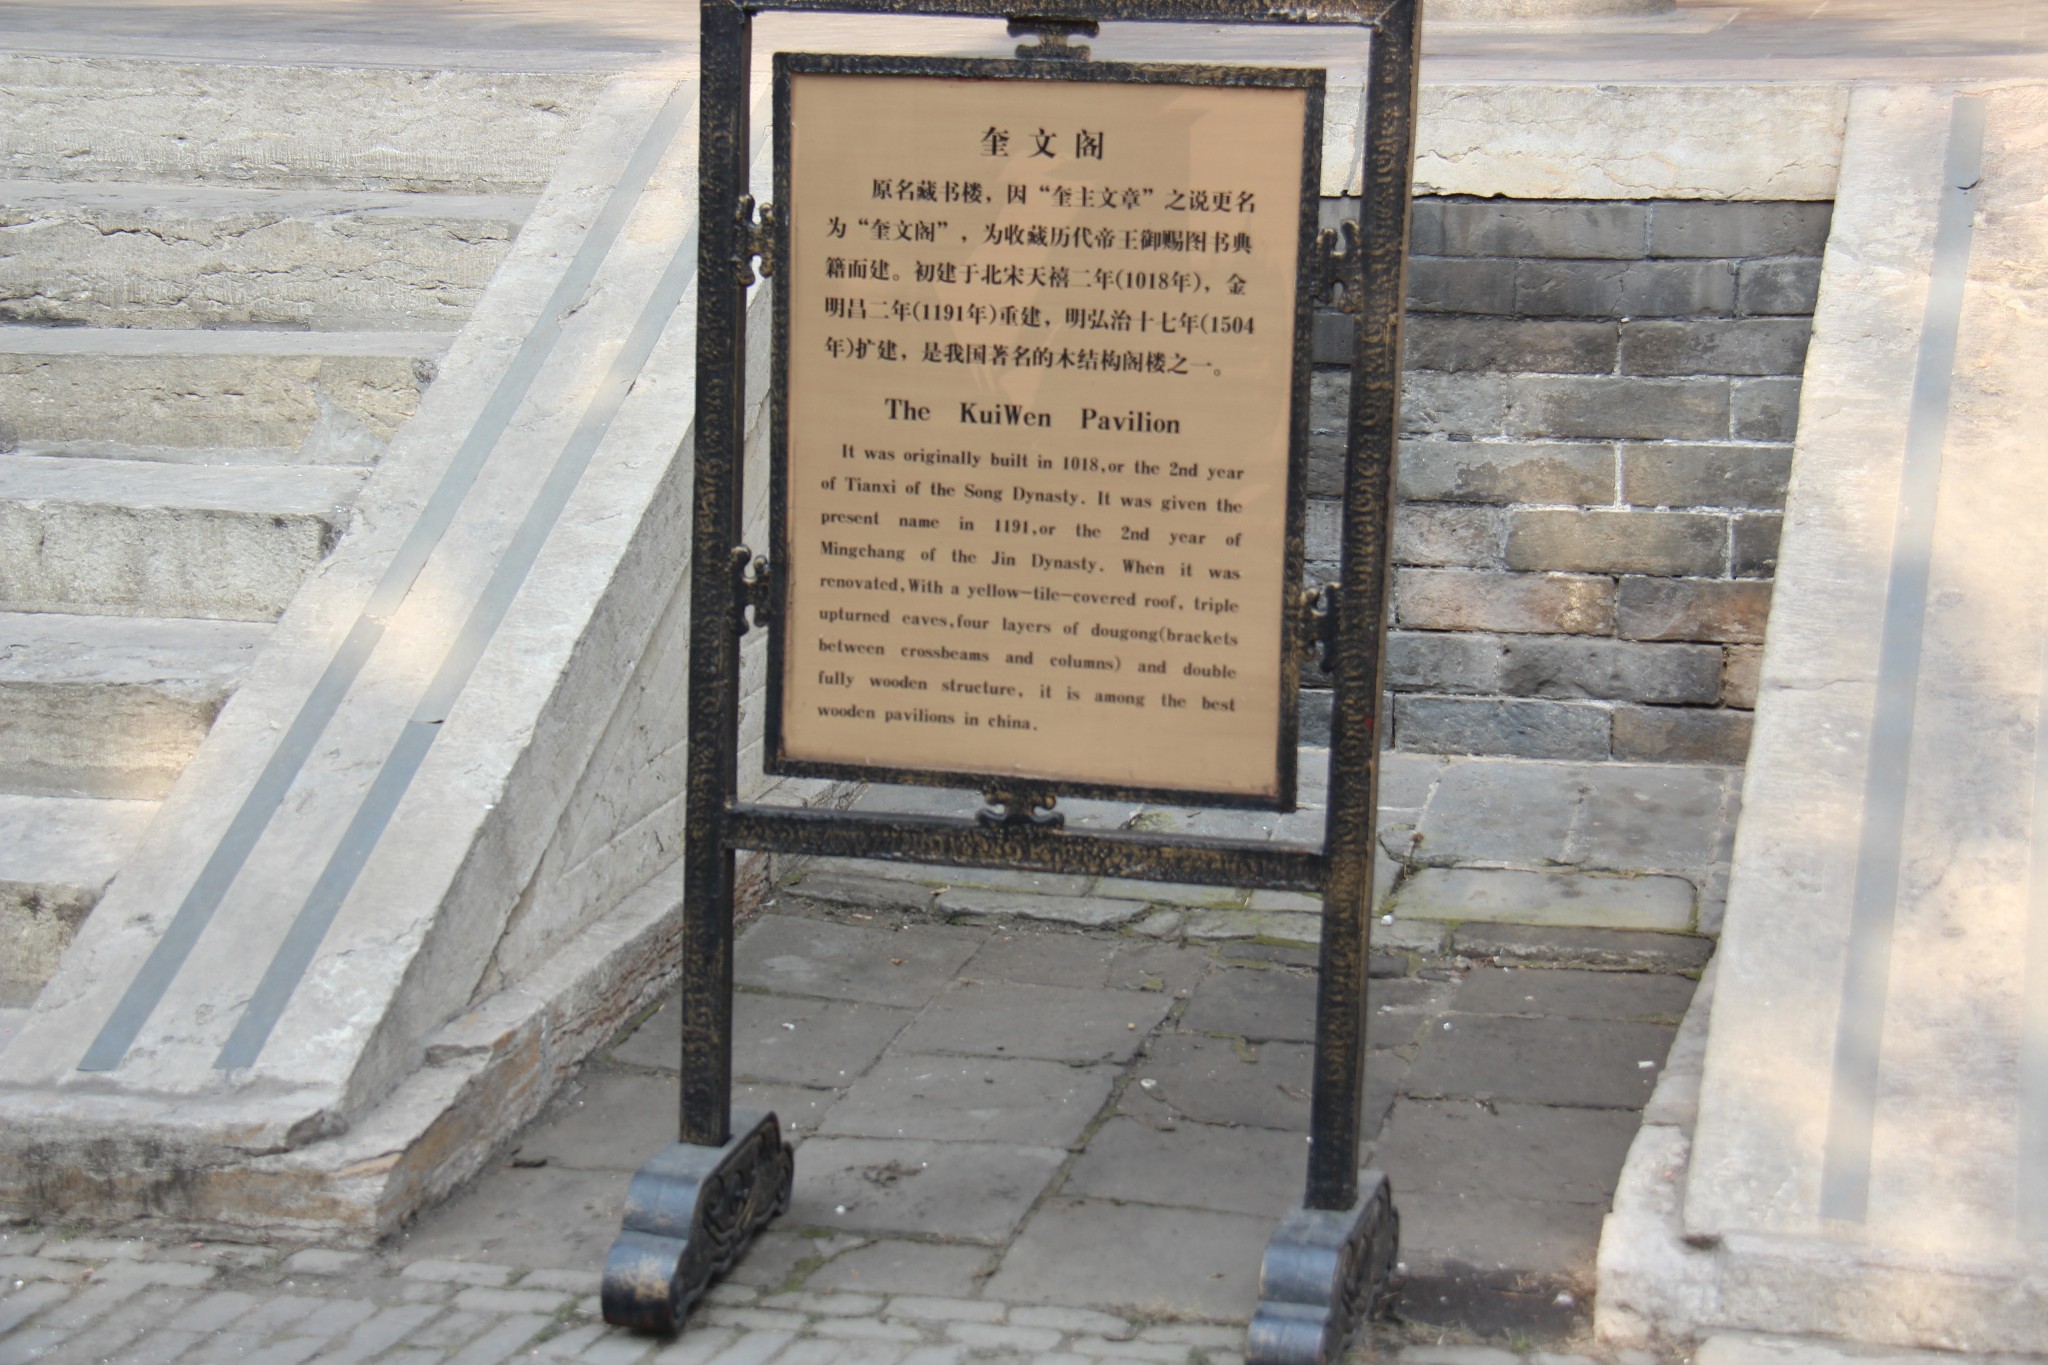 奎文阁
原名藏书楼，因“奎主文章”之说更名
为“奎文阁”，为收藏历代帝王御赐图书典
籍而建。初建于北宋天禧二年(1018年)，金
明昌二年(1191年)重建，明弘治十七年(1504
年)扩建，是我国著名的木结构阁楼之一。
The KuiWen Pavilion
It was originally built in 1018,or the 2nd year
of Tianxi of the Song Dynasty. It was given the
present name in 1191,or the 2nd year of
Mingchang of the Jin Dynasty. When it was
renovated,With a yellow-tile-covered roof, triple
upturned eaves,four layers of dougong(brackets
between crossbeams and columns) and double
fully wooden structure, it is among the best
wooden pavilions in china.